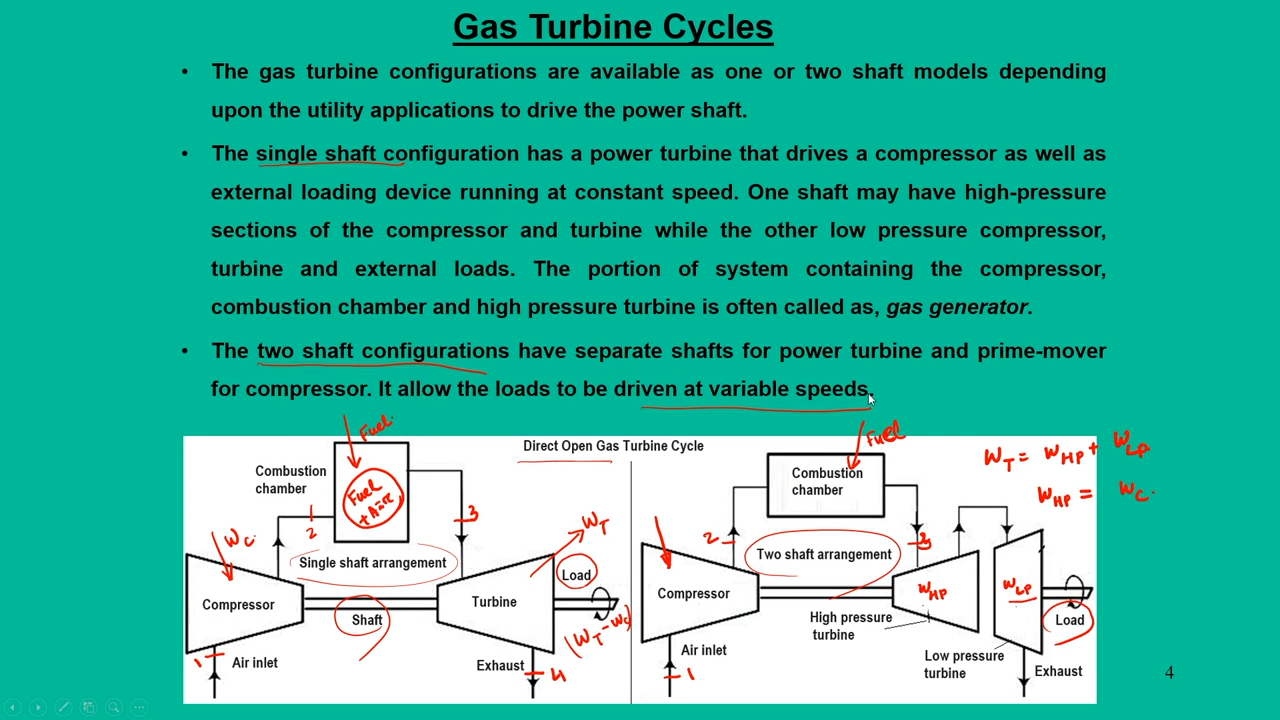 Gas Turbine Cycles
• The gas turbine configurations are available as one or two shaft models depending
upon the utility applications to drive the power shaft.
• The single shaft configuration has a power turbine that drives a compressor as well as
external loading device running at constant speed. One shaft may have high-pressure
sections of the compressor and turbine while the other low pressure compressor,
turbine and external loads. The portion of system containing the compressor,
combustion chamber and high pressure turbine is often called as, gas generator.
• The two shaft configurations have separate shafts for power turbine and prime-mover
for compressor. It allow the loads to be driven at variable speeds.
Direct Open Gas Turbine Cycle
Fuel
Combustion
chamber
Fuel
+
2
3
Wc
WT
Single shaft arrangement
Compressor
Shaft
Turbine
Load
(WT-Wc)
1
Air inlet
Exhaust
4
Fuel
WT = WHP + WLP
WHP = Wc.
Combustion
chamber
2
3
Two shaft arrangement
Compressor
WHP
WLP
High pressure
turbine
Load
Low pressure
turbine
Air inlet
1
Exhaust
4